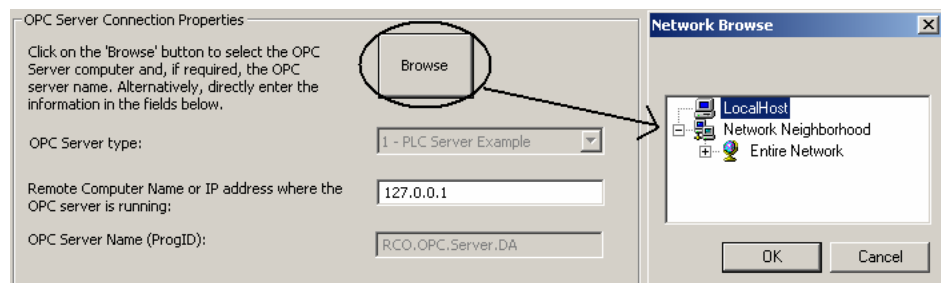 OPC Server Connection Properties
Click on the 'Browse' button to select the OPC
Server computer and, if required, the OPC
server name. Alternatively, directly enter the
information in the fields below.
Browse
OPC Server type:
1 - PLC Server Example
Remote Computer Name or IP address where the
OPC server is running:
127.0.0.1
OPC Server Name (ProgID):
RCO.OPC.Server.DA
Network Browse
LocalHost
Network Neighborhood
Entire Network
OK
Cancel